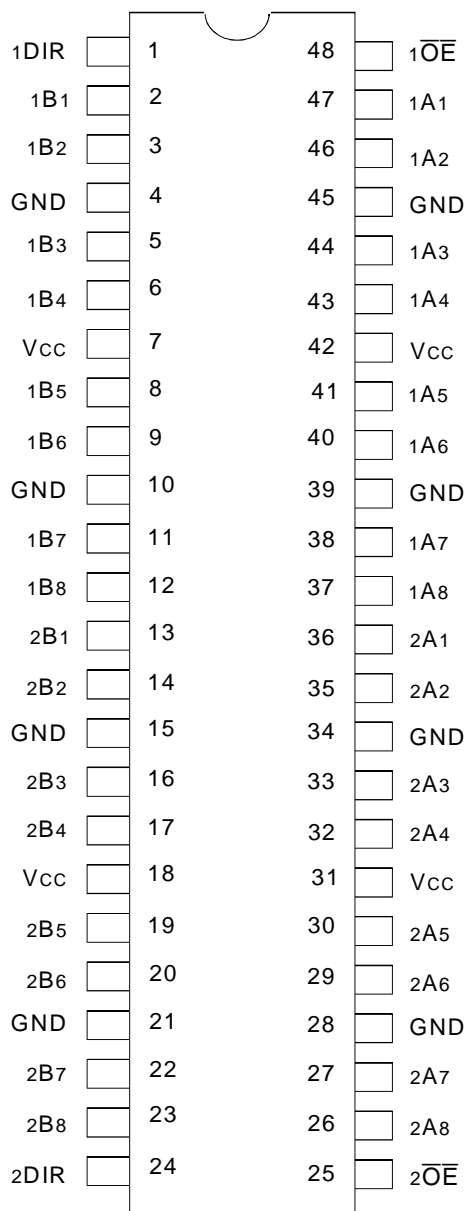 1DIR 1 48 1O̅E̅
1B1 2 47 1A1
1B2 3 46 1A2
GND 4 45 GND
1B3 5 44 1A3
1B4 6 43 1A4
VCC 7 42 VCC
1B5 8 41 1A5
1B6 9 40 1A6
GND 10 39 GND
1B7 11 38 1A7
1B8 12 37 1A8
2B1 13 36 2A1
2B2 14 35 2A2
GND 15 34 GND
2B3 16 33 2A3
2B4 17 32 2A4
VCC 18 31 VCC
2B5 19 30 2A5
2B6 20 29 2A6
GND 21 28 GND
2B7 22 27 2A7
2B8 23 26 2A8
2DIR 24 25 2O̅E̅